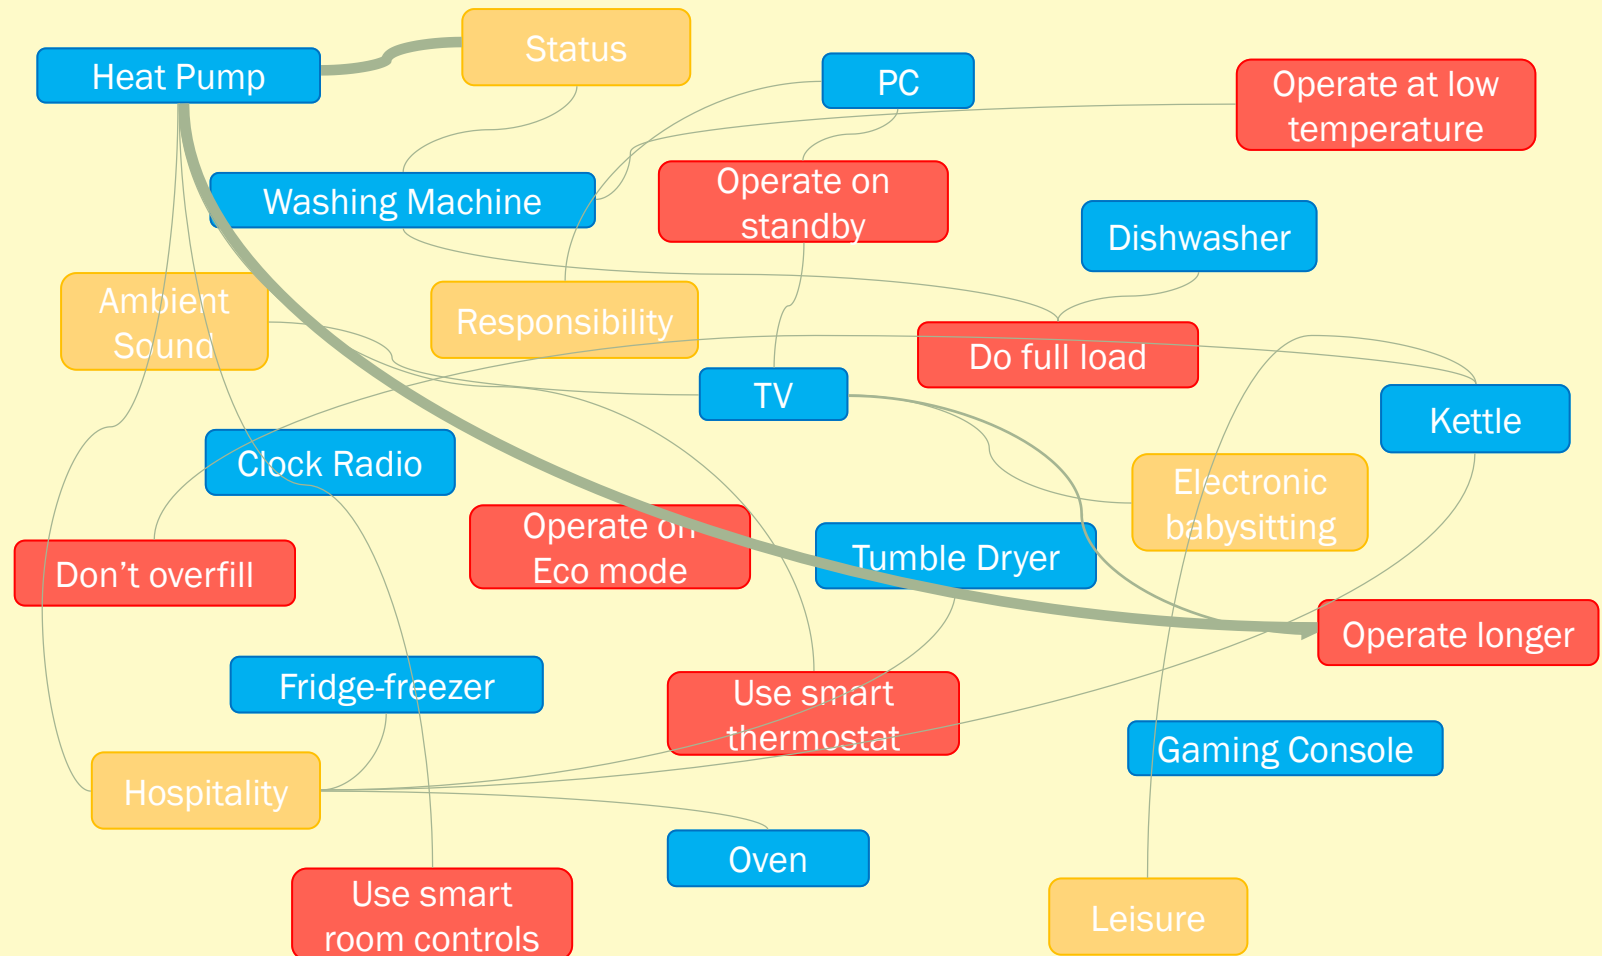 Status
Heat Pump
PC
Operate at low
temperature
Washing Machine
Operate on
standby
Dishwasher
Ambient
Sound
Responsibility
Do full load
TV
Kettle
Clock Radio
Electronic
babysitting
Operate on
Eco mode
Tumble Dryer
Don’t overfill
Operate longer
Fridge-freezer
Use smart
thermostat
Gaming Console
Hospitality
Oven
Use smart
room controls
Leisure